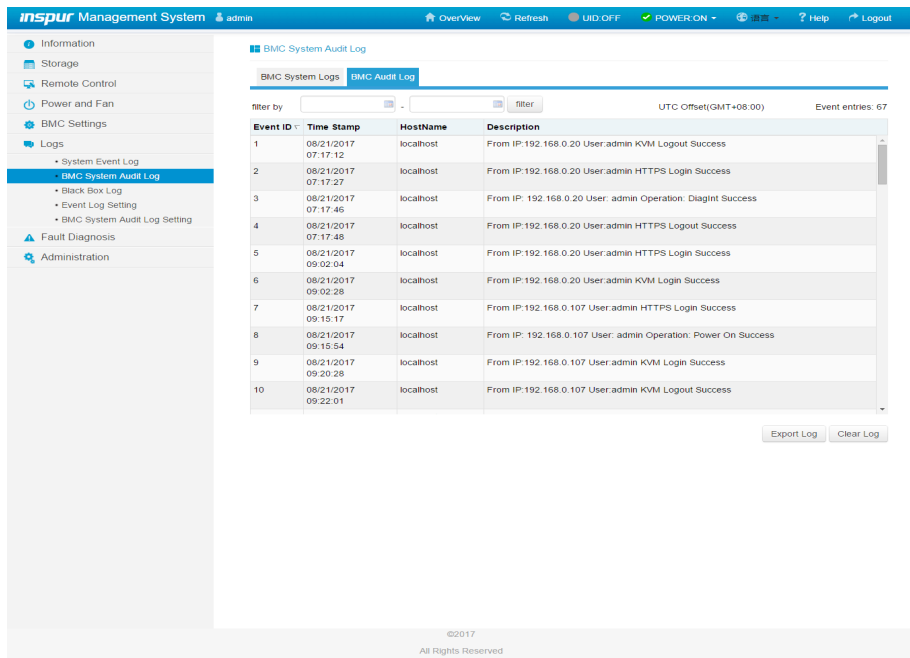 inspur Management System admin OverView Refresh UID:OFF POWER:ON 语言 Help Logout
Information
Storage
Remote Control
Power and Fan
BMC Settings
Logs
• System Event Log
• BMC System Audit Log
• Black Box Log
• Event Log Setting
• BMC System Audit Log Setting
Fault Diagnosis
Administration
BMC System Audit Log
BMC System Logs BMC Audit Log
filter by - filter UTC Offset(GMT+08:00) Event entries: 67
Event ID Time Stamp HostName Description
1 08/21/2017 localhost From IP:192.168.0.20 User:admin KVM Logout Success
07:17:12
2 08/21/2017 localhost From IP:192.168.0.20 User:admin HTTPS Login Success
07:17:27
3 08/21/2017 localhost From IP: 192.168.0.20 User: admin Operation: DiagInt Success
07:17:46
4 08/21/2017 localhost From IP:192.168.0.20 User:admin HTTPS Logout Success
07:17:48
5 08/21/2017 localhost From IP:192.168.0.20 User:admin HTTPS Login Success
09:02:04
6 08/21/2017 localhost From IP:192.168.0.20 User:admin KVM Login Success
09:02:28
7 08/21/2017 localhost From IP:192.168.0.107 User:admin HTTPS Login Success
09:15:17
8 08/21/2017 localhost From IP: 192.168.0.107 User: admin Operation: Power On Success
09:15:54
9 08/21/2017 localhost From IP:192.168.0.107 User:admin KVM Login Success
09:20:28
10 08/21/2017 localhost From IP:192.168.0.107 User:admin KVM Logout Success
09:22:01
Export Log Clear Log
©2017
All Rights Reserved